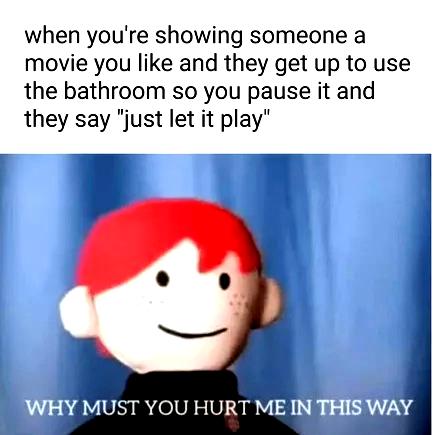 when you're showing someone a
movie you like and they get up to use
the bathroom so you pause it and
they say "just let it play"
WHY MUST YOU HURT ME IN THIS WAY